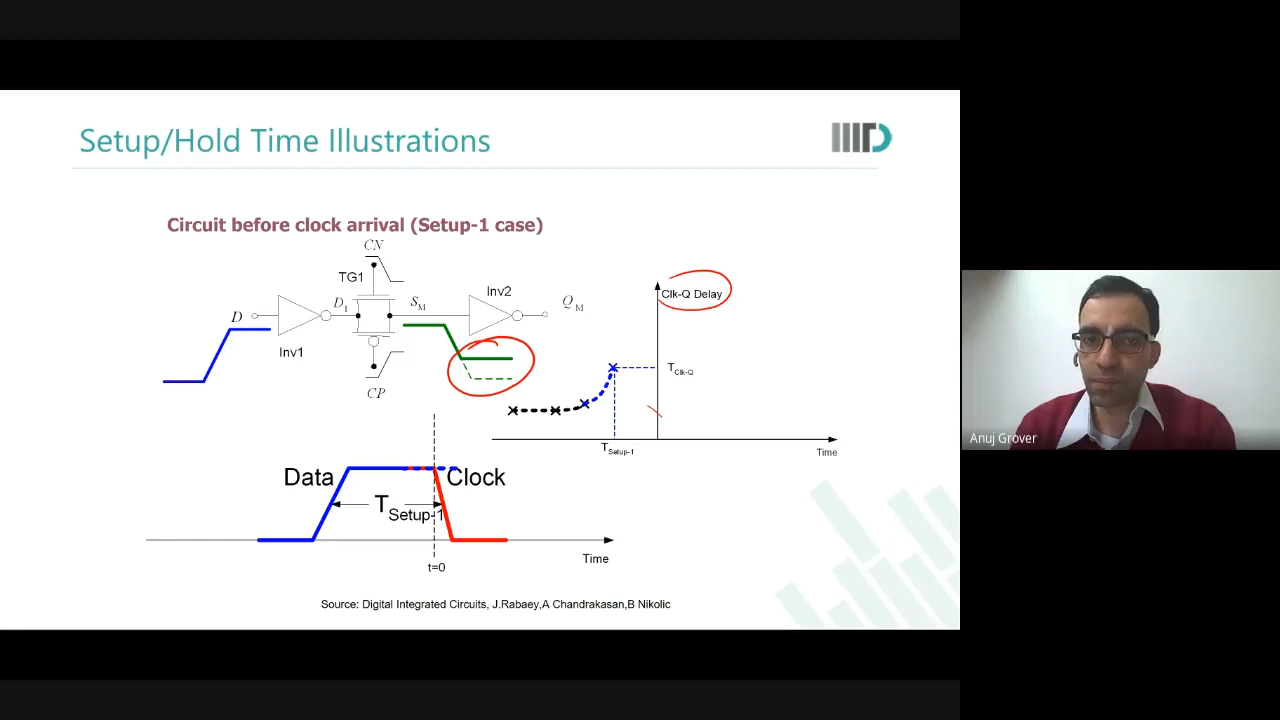 Setup/Hold Time Illustrations
IIITD
Circuit before clock arrival (Setup-1 case)
CN
TG1
Inv2
D
D1
SM
QM
Inv1
CP
Clk-Q Delay
TClk-Q
TSetup-1
Time
Data
Clock
TSetup-1
Time
t=0
Source: Digital Integrated Circuits, J.Rabaey,A Chandrakasan,B Nikolic
Anuj Grover